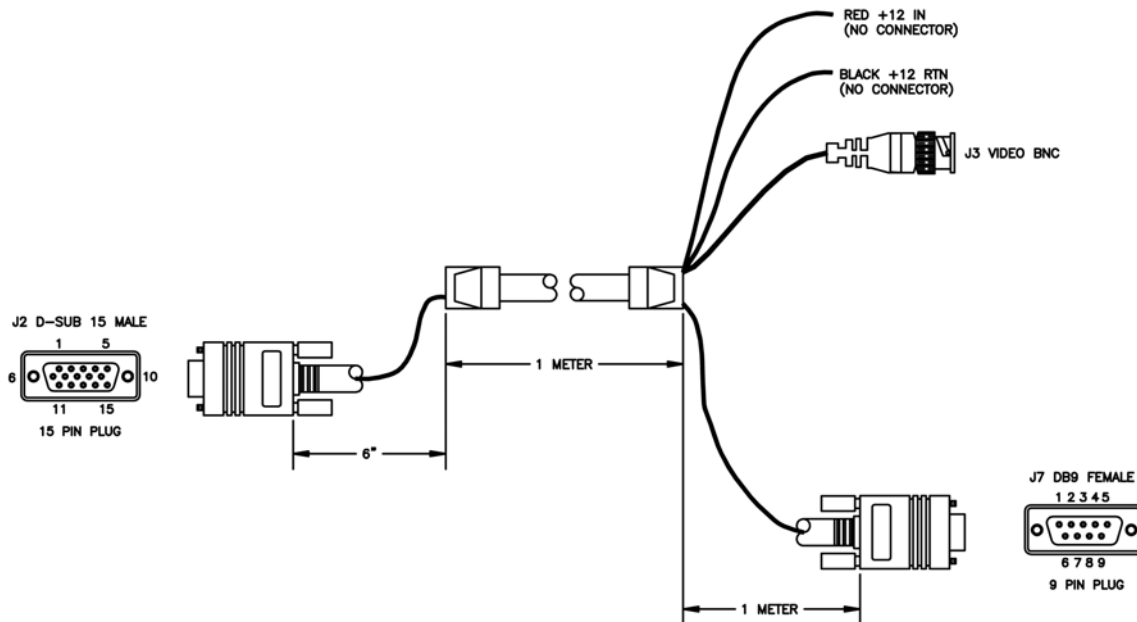 RED +12 IN
(NO CONNECTOR)
BLACK +12 RTN
(NO CONNECTOR)
J3 VIDEO BNC
J2 D-SUB 15 MALE
1 5
6 10
11 15
15 PIN PLUG
1 METER
6"
J7 DB9 FEMALE
1 2 3 4 5
6 7 8 9
9 PIN PLUG
1 METER